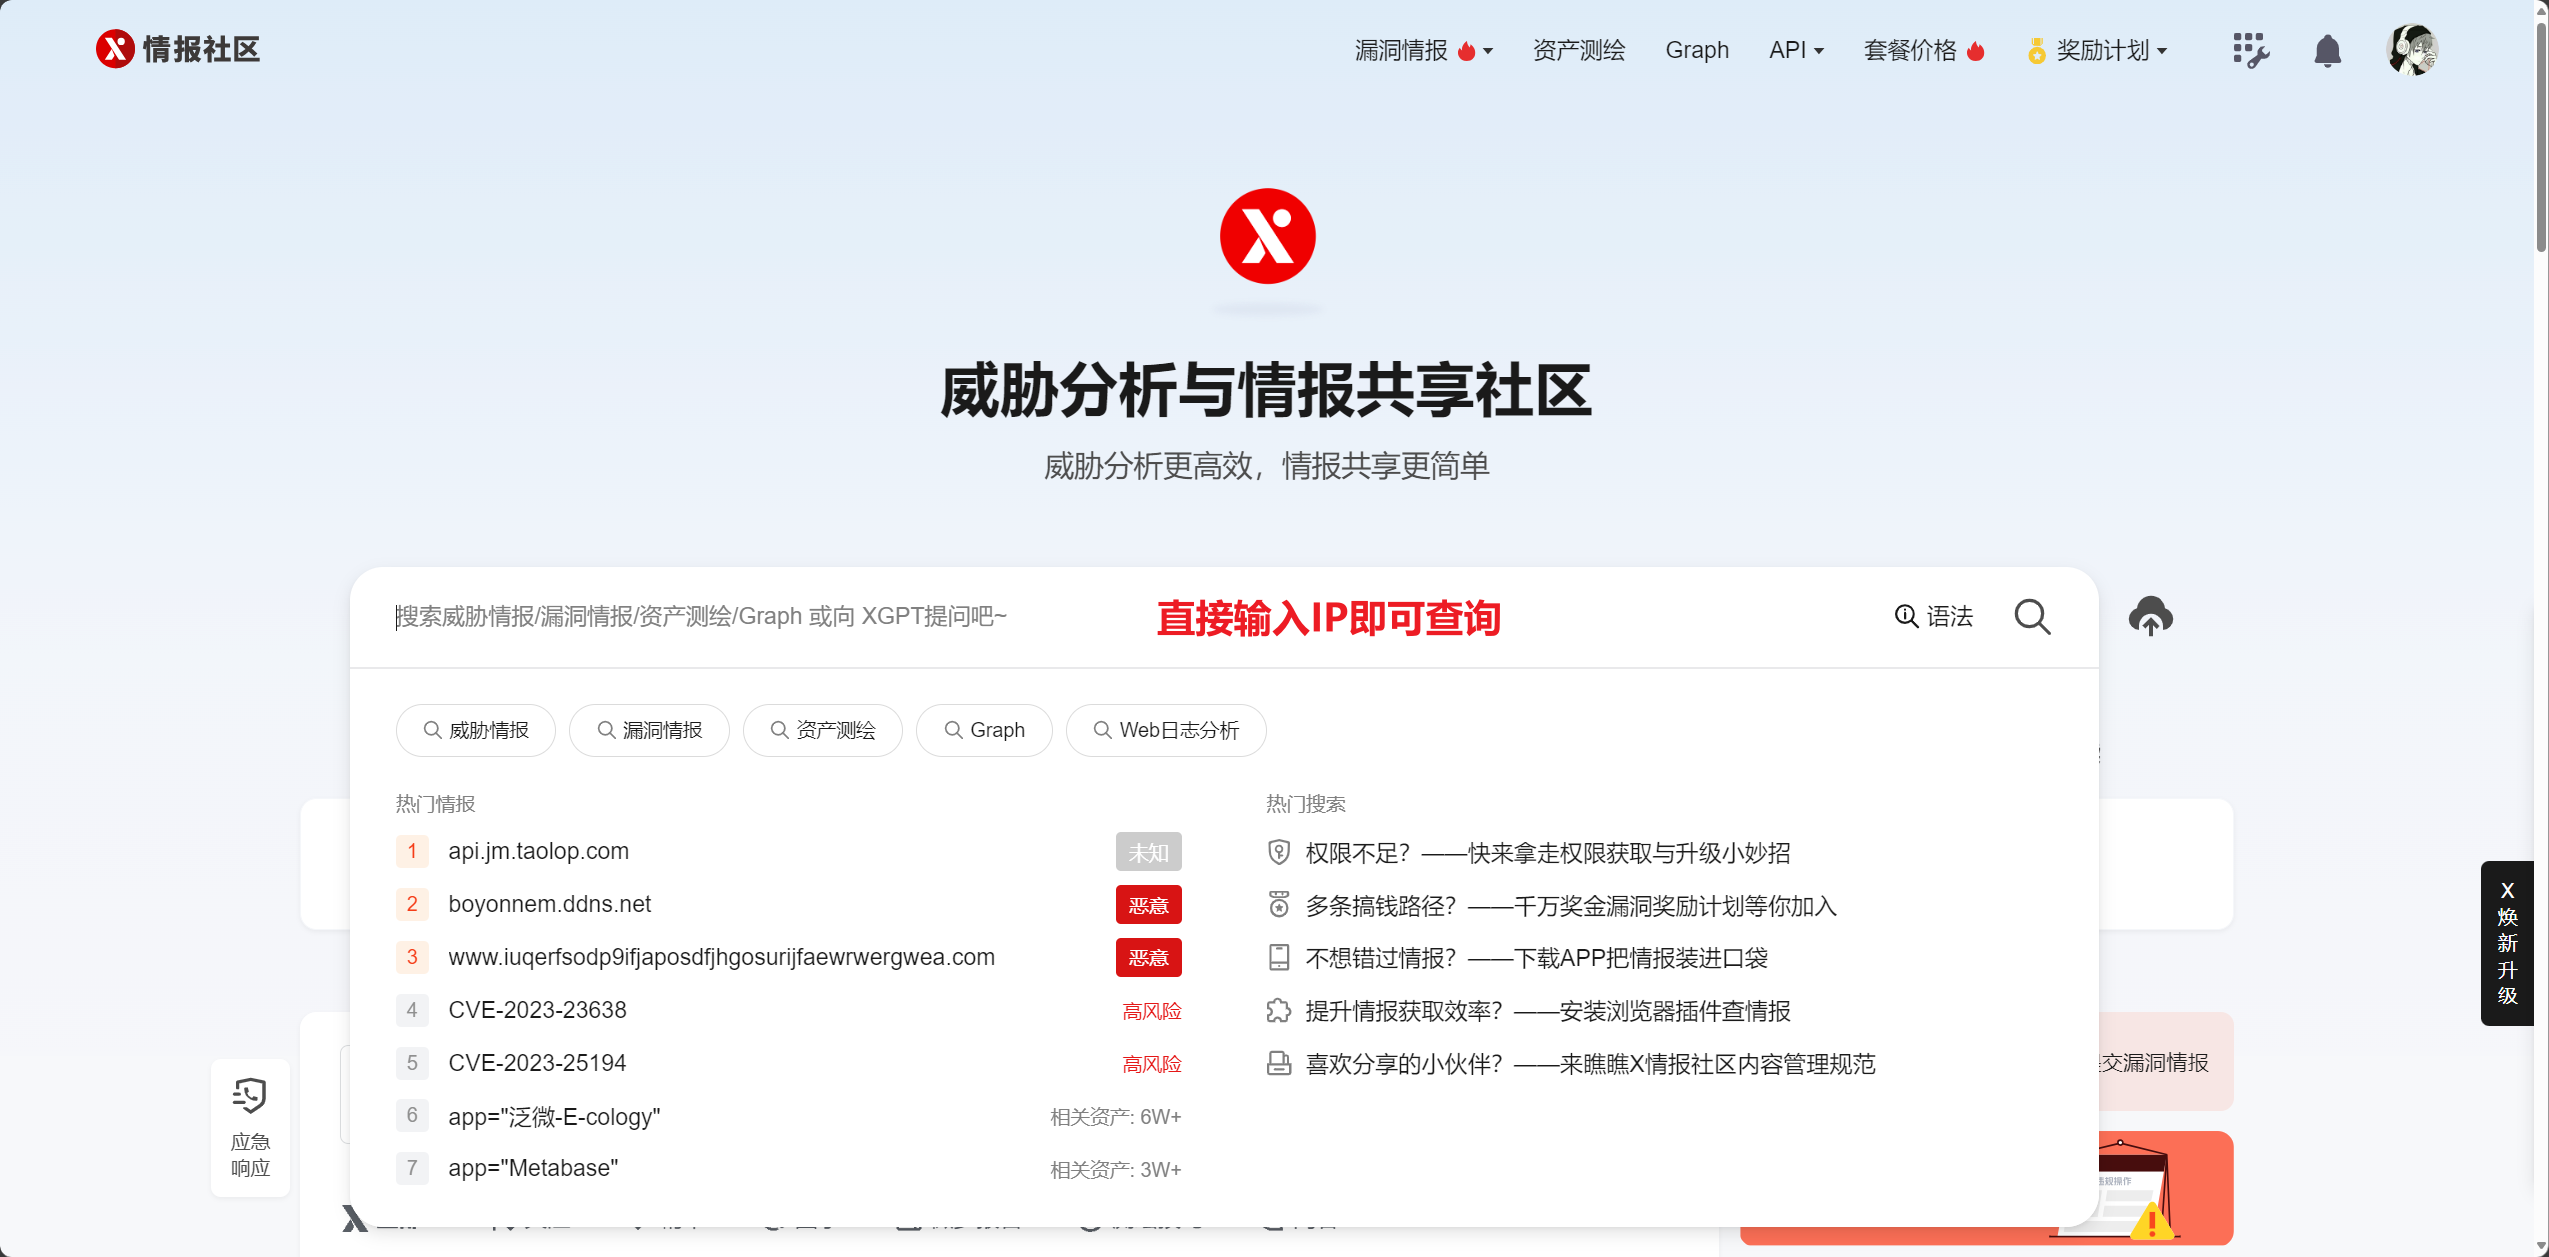 情报社区
漏洞情报 资产测绘 Graph API 套餐价格 奖励计划
威胁分析与情报共享社区
威胁分析更高效，情报共享更简单
搜索威胁情报/漏洞情报/资产测绘/Graph 或向 XGPT提问吧~ 直接输入IP即可查询 语法
威胁情报 漏洞情报 资产测绘 Graph Web日志分析
热门情报
1 api.jm.taolop.com 未知
2 boyonnem.ddns.net 恶意
3 www.iuqerfsodp9ifjaposdfjhgosurijfaewrwergwea.com 恶意
4 CVE-2023-23638 高风险
5 CVE-2023-25194 高风险
6 app="泛微-E-cology" 相关资产: 6W+
7 app="Metabase" 相关资产: 3W+
热门搜索
权限不足？——快来拿走权限获取与升级小妙招
多条搞钱路径？——千万奖金漏洞奖励计划等你加入
不想错过情报？——下载APP把情报装进口袋
提升情报获取效率？——安装浏览器插件查情报
喜欢分享的小伙伴？——来瞧瞧X情报社区内容管理规范
X
焕
新
升
级
交漏洞情报
违规操作
应急
响应